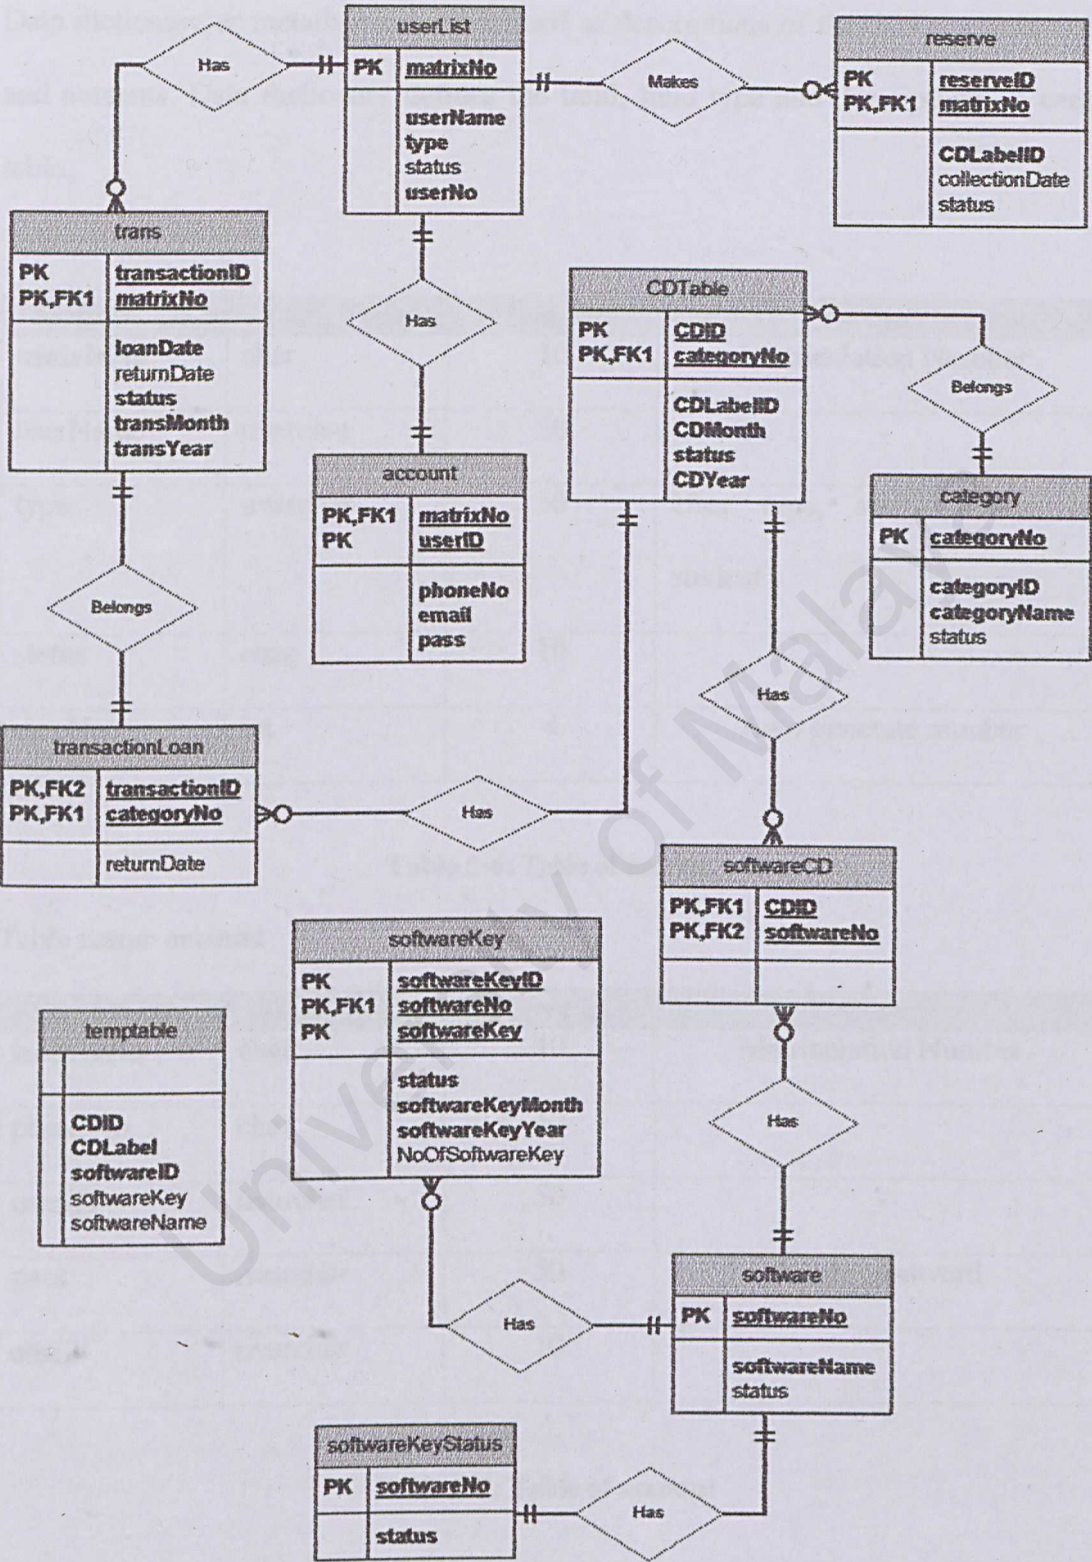 userList
PK matrixNo
userName
type
status
userNo
Has
Makes
reserve
PK reserveID
PK,FK1 matrixNo
CDLabelID
collectionDate
status
trans
PK transactionID
PK,FK1 matrixNo
loanDate
returnDate
status
transMonth
transYear
Has
CDTable
PK CDID
PK,FK1 categoryNo
CDLabelID
CDMonth
status
CDYear
Belongs
account
PK,FK1 matrixNo
PK userID
phoneNo
email
pass
category
PK categoryNo
categoryID
categoryName
status
Belongs
Has
transactionLoan
PK,FK2 transactionID
PK,FK1 categoryNo
returnDate
Has
softwareCD
PK,FK1 CDID
PK,FK2 softwareNo
softwareKey
PK softwareKeyID
PK,FK1 softwareNo
PK softwareKey
status
softwareKeyMonth
softwareKeyYear
NoOfSoftwareKey
temptable
CDID
CDLabel
softwareID
softwareKey
softwareName
Has
software
PK softwareNo
softwareName
status
Has
softwareKeyStatus
PK softwareNo
status
Has
University of Malaya